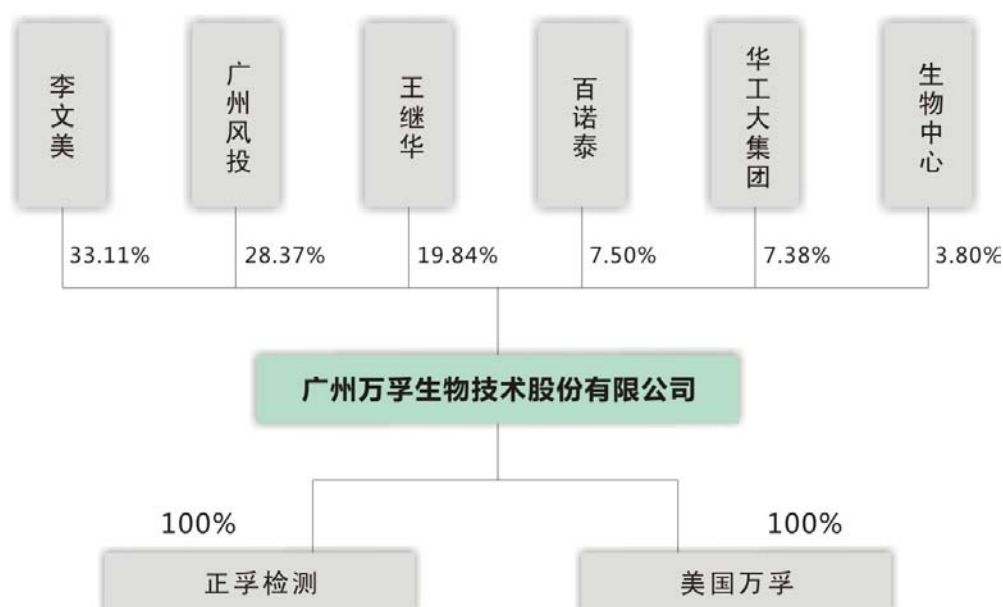 李文美
广州风投
王继华
百诺泰
华工大集团
生物中心
33.11%
28.37%
19.84%
7.50%
7.38%
3.80%
广州万孚生物技术股份有限公司
100%
100%
正孚检测
美国万孚